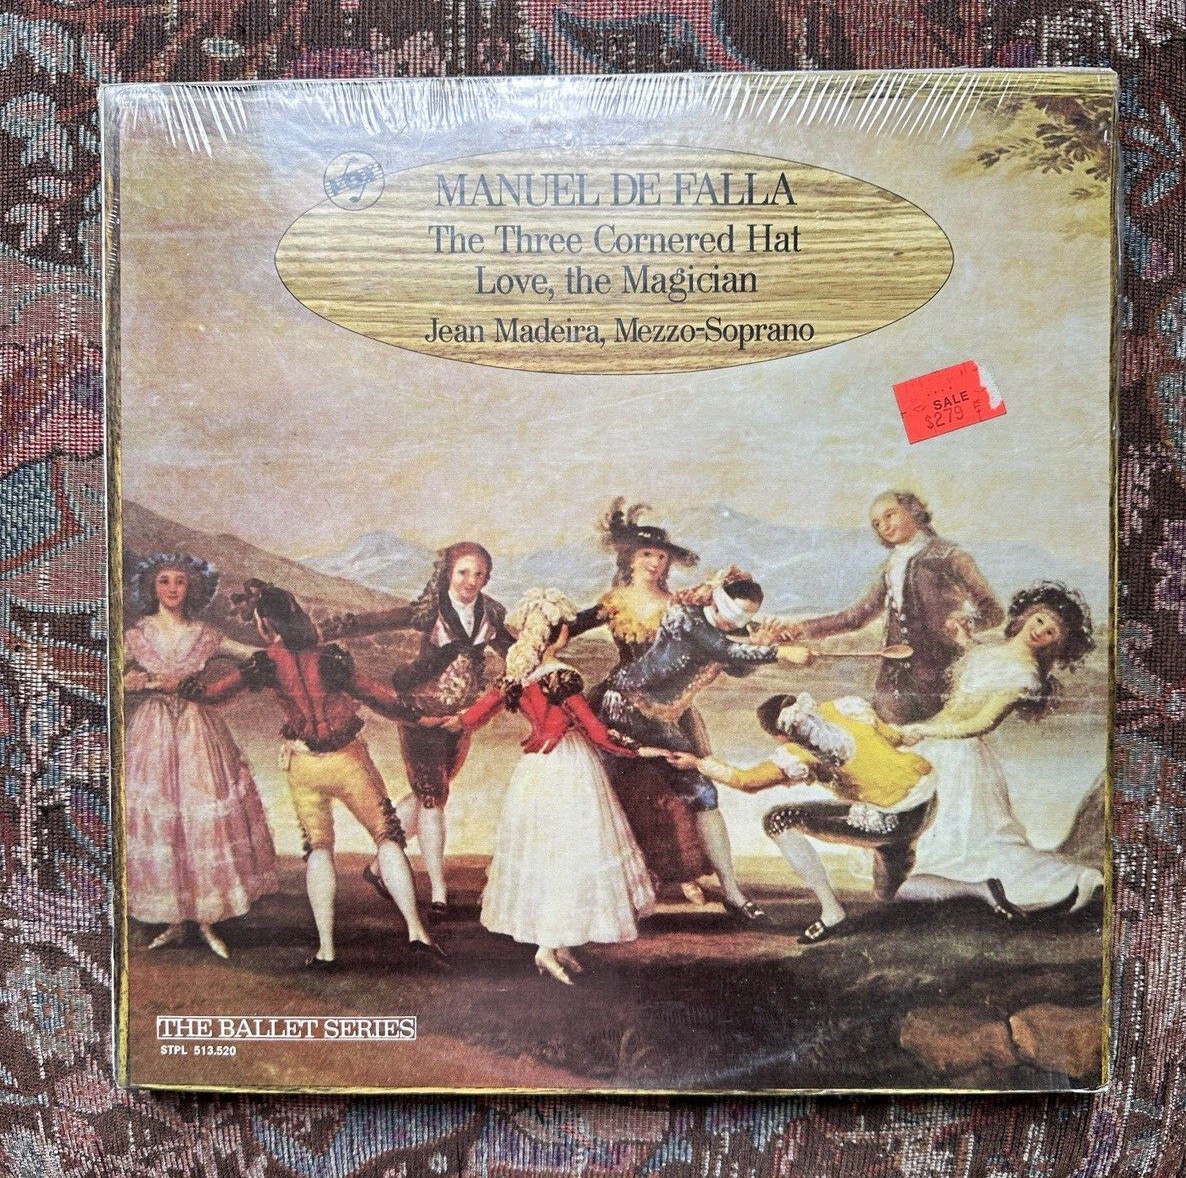 VOX
MANUEL DE FALLA
The Three Cornered Hat
Love, the Magician
Jean Madeira, Mezzo-Soprano
SALE
$279
THE BALLET SERIES
STPL 513.520